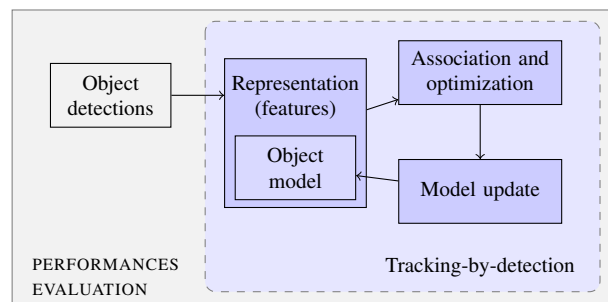 Object
detections
Representation
(features)
Object
model
Association and
optimization
Model update
Tracking-by-detection
PERFORMANCES
EVALUATION